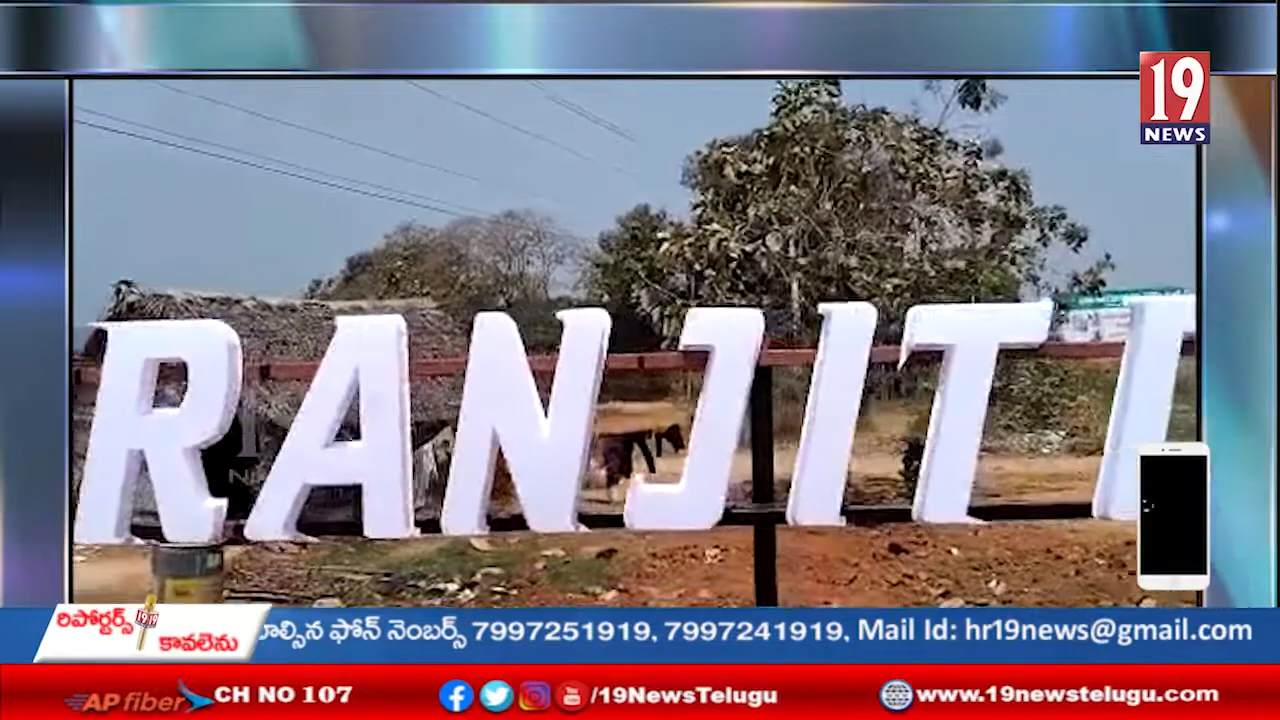 19
NEWS
RANJITI
రిపోర్టర్స్ 19
కావలెను
ల్సిన ఫోన్ నెంబర్స్ 7997251919, 7997241919, Mail Id: hr19news@gmail.com
AP fiber CH NO 107
/19NewsTelugu
www.19newstelugu.com